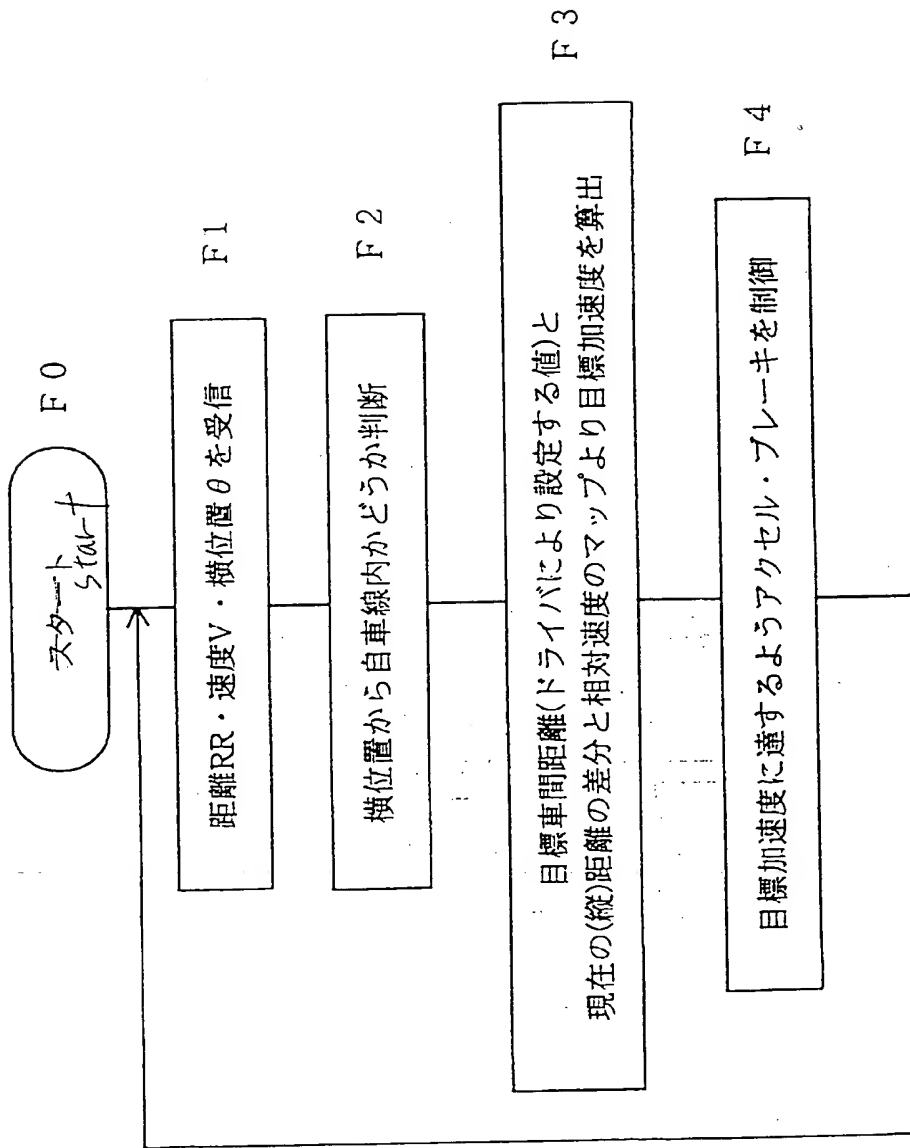 スタート
start
F0
距離RR・速度V・横位置θを受信
F1
横位置から自車線内かどうか判断
F2
目標車間距離(ドライバにより設定する値)と
現在の(縦)距離の差分と相対速度のマップより目標加速度を算出
F3
目標加速度に達するようアクセル・ブレーキを制御
F4